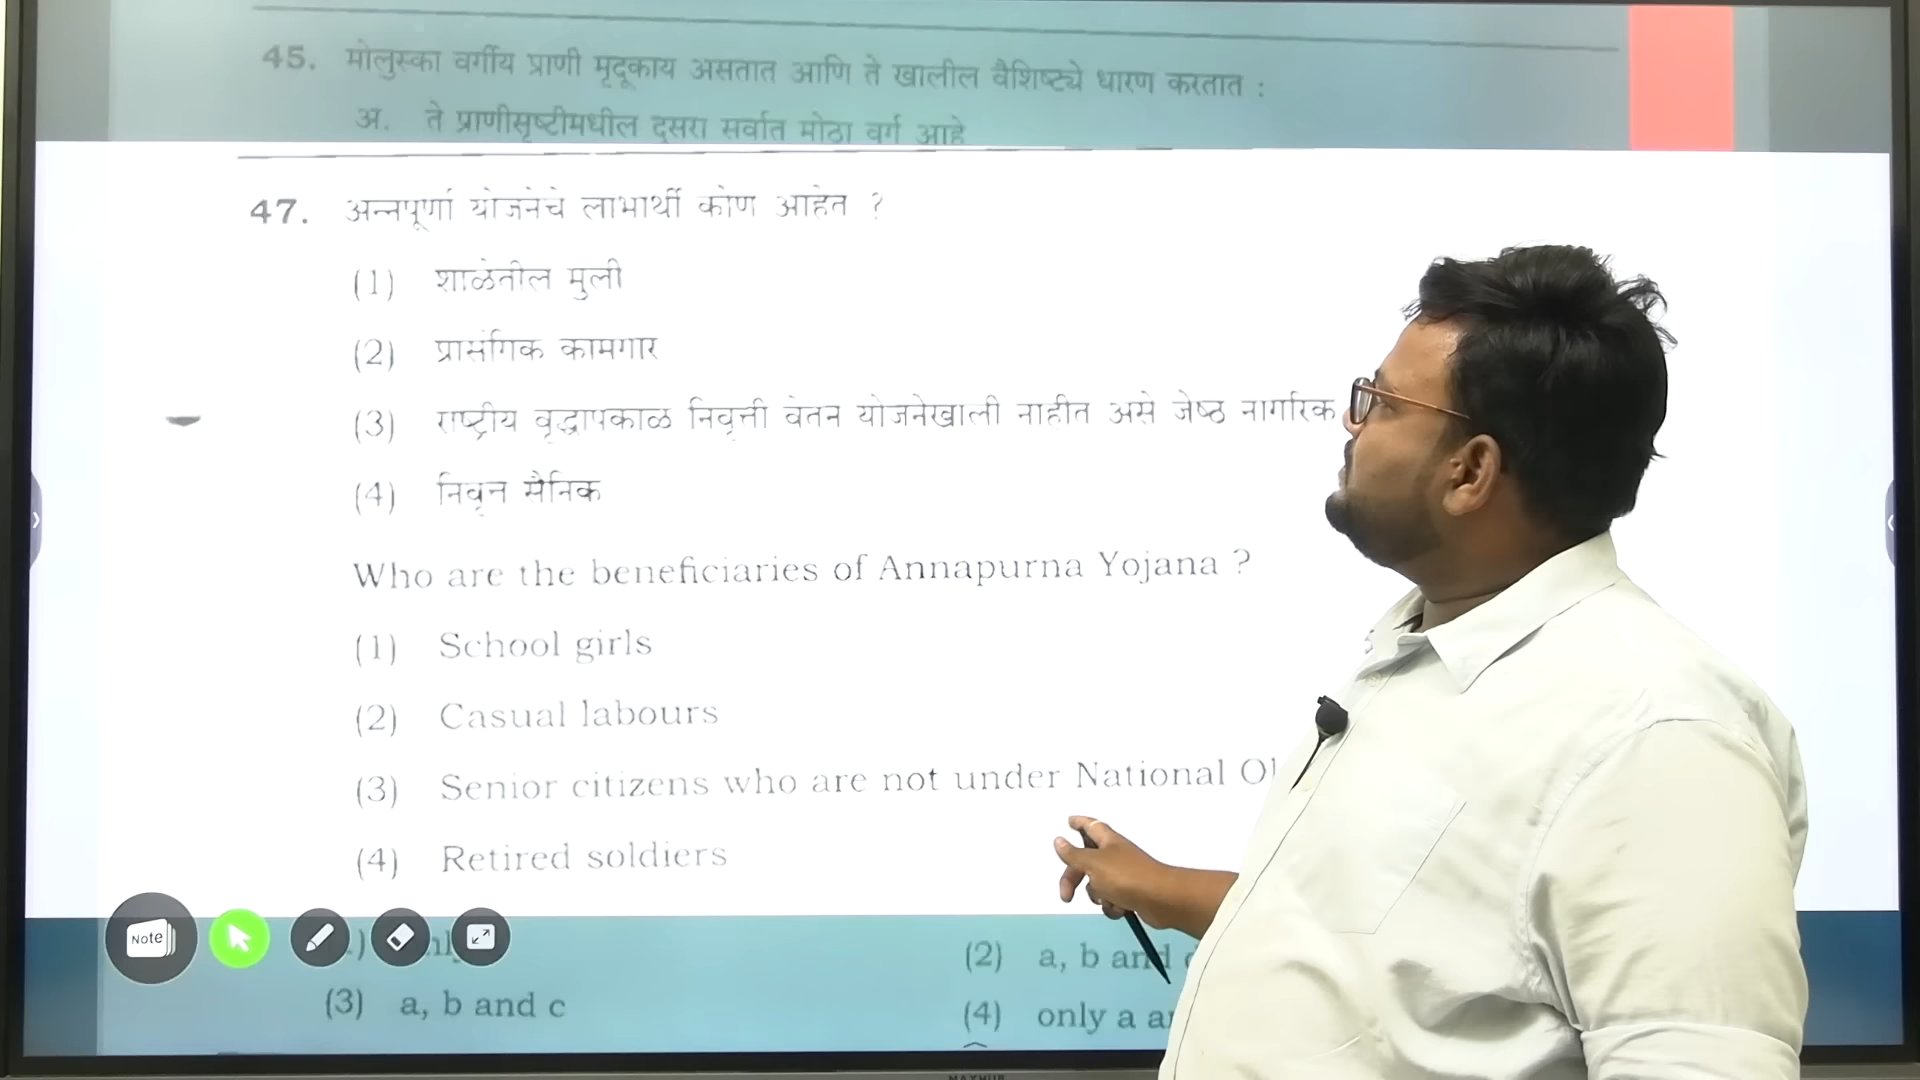 45. मोलुस्का वर्गीय प्राणी मृदूकाय असतात आणि ते खालील वैशिष्ट्ये धारण करतात :
अ. ते प्राणीसृष्टीमधील दुसरा सर्वात मोठा वर्ग आहे
47. अन्नपूर्णा योजनेचे लाभार्थी कोण आहेत ?
(1) शाळेतील मुली
(2) प्रासंगिक कामगार
(3) राष्ट्रीय वृद्धापकाळ निवृत्ती वेतन योजनेखाली नाहीत असे जेष्ठ नागरिक
(4) निवृत्त सैनिक
Who are the beneficiaries of Annapurna Yojana ?
(1) School girls
(2) Casual labours
(3) Senior citizens who are not under National
(4) Retired soldiers
Note
(2) a, b and
(3) a, b and c
(4) only a